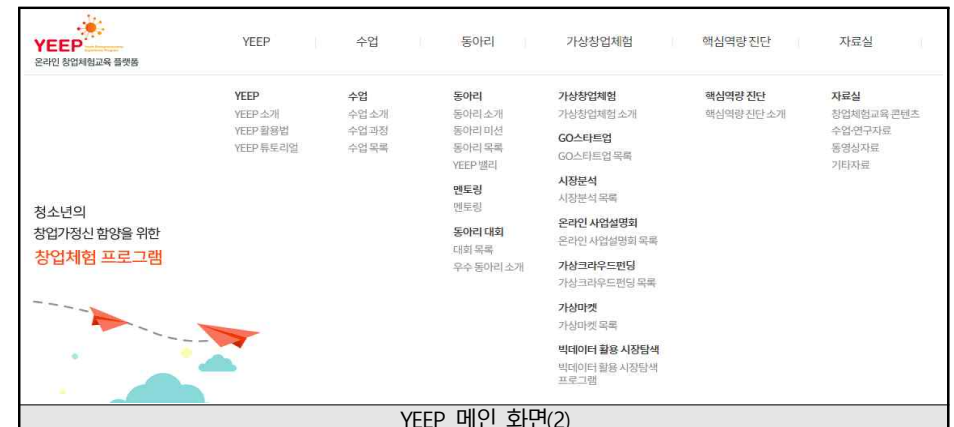 YEEP
온라인 창업체험교육 플랫폼
YEEP 수업 동아리 가상창업체험 핵심역량 진단 자료실
YEEP
YEEP 소개
YEEP 활용법
YEEP 튜토리얼
수업
수업 소개
수업 과정
수업 목록
동아리
동아리 소개
동아리 미션
동아리 목록
YEEP 밸리
멘토링
멘토링
동아리 대회
대회 목록
우수 동아리 소개
가상창업체험
가상창업체험 소개
GO스타트업
GO스타트업 목록
시장분석
시장분석 목록
온라인 사업설명회
온라인 사업설명회 목록
가상크라우드펀딩
가상크라우드펀딩 목록
가상마켓
가상마켓 목록
빅데이터 활용 시장탐색
빅데이터 활용 시장탐색
프로그램
핵심역량 진단
핵심역량 진단 소개
자료실
창업체험교육 콘텐츠
수업·연구자료
동영상자료
기타자료
청소년의
창업가정신 함양을 위한
창업체험 프로그램
YEEP 메인 화면(2)